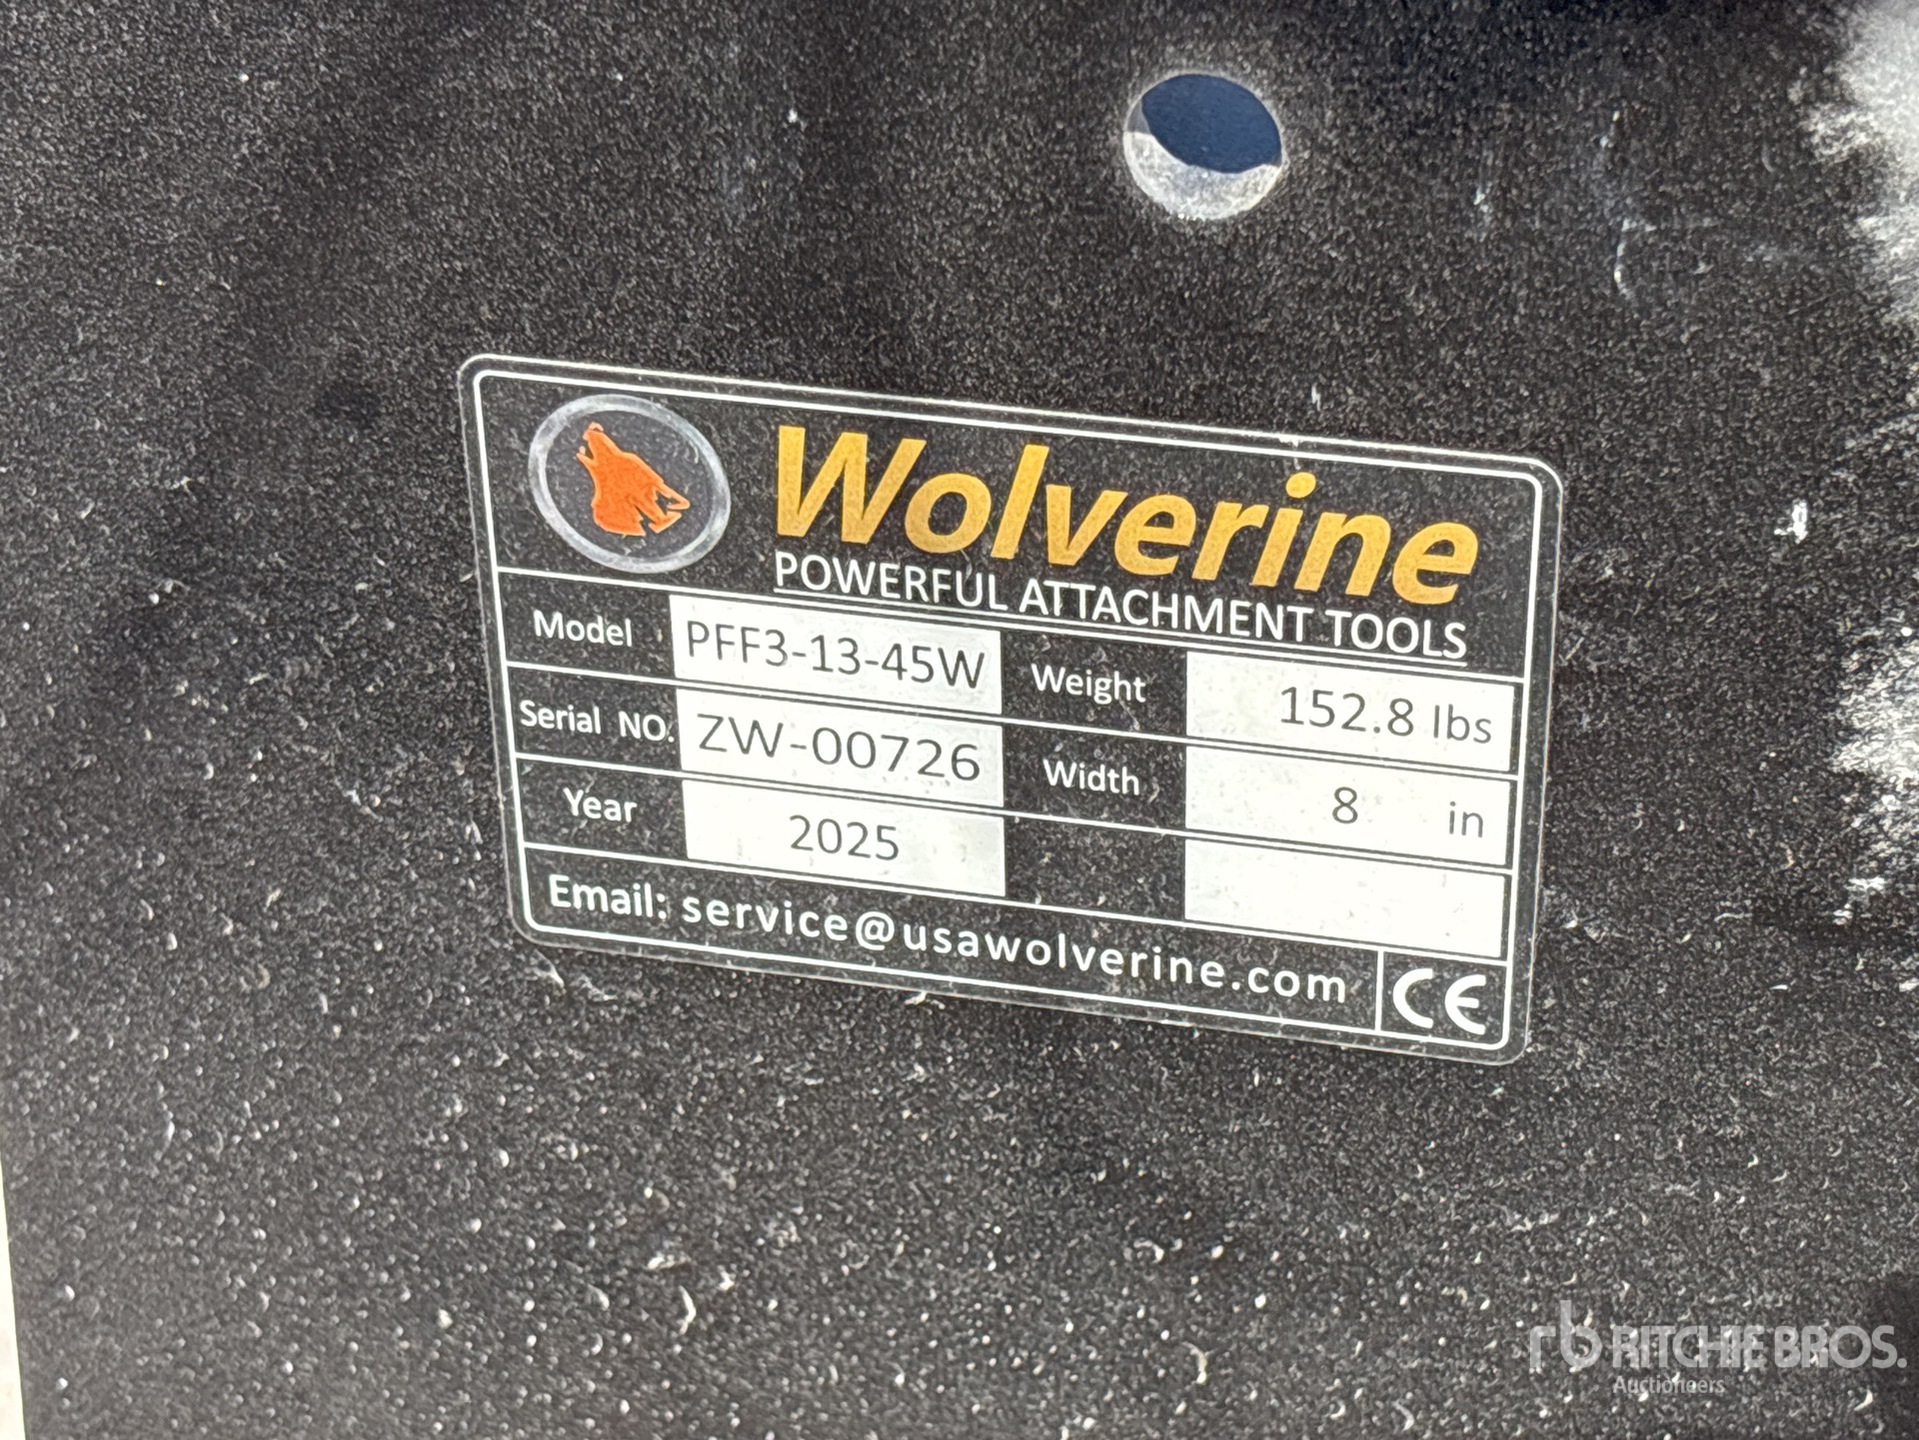 Wolverine
POWERFUL ATTACHMENT TOOLS
Model PFF3-13-45W Weight 152.8 lbs
Serial NO. ZW-00726 Width 8 in
Year 2025
Email: service@usawolverine.com CE
rb RITCHIE BROS.
Auctioneers